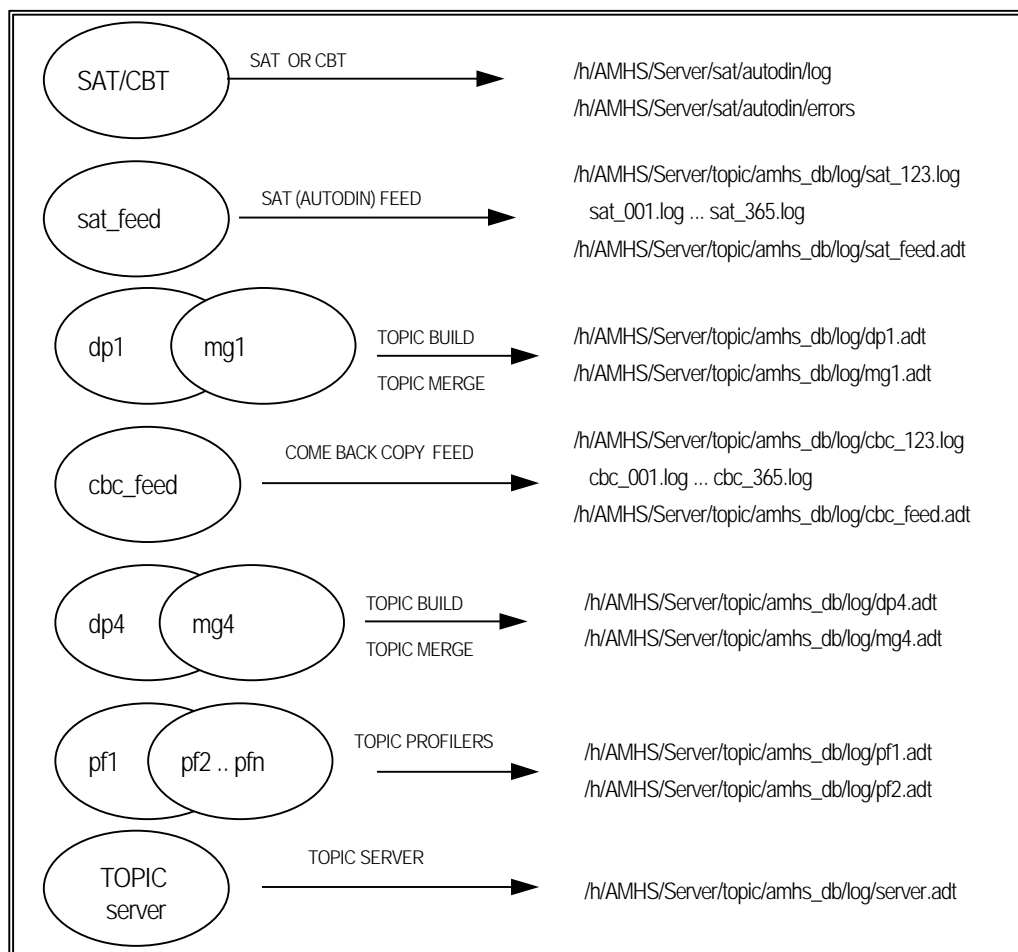 SAT/CBT
SAT OR CBT
/h/AMHS/Server/sat/autodin/log
/h/AMHS/Server/sat/autodin/errors
sat_feed
SAT (AUTODIN) FEED
/h/AMHS/Server/topic/amhs_db/log/sat_123.log
sat_001.log ... sat_365.log
/h/AMHS/Server/topic/amhs_db/log/sat_feed.adt
dp1
mg1
TOPIC BUILD
TOPIC MERGE
/h/AMHS/Server/topic/amhs_db/log/dp1.adt
/h/AMHS/Server/topic/amhs_db/log/mg1.adt
cbc_feed
COME BACK COPY FEED
/h/AMHS/Server/topic/amhs_db/log/cbc_123.log
cbc_001.log ... cbc_365.log
/h/AMHS/Server/topic/amhs_db/log/cbc_feed.adt
dp4
mg4
TOPIC BUILD
TOPIC MERGE
/h/AMHS/Server/topic/amhs_db/log/dp4.adt
/h/AMHS/Server/topic/amhs_db/log/mg4.adt
pf1
pf2 .. pfn
TOPIC PROFILERS
/h/AMHS/Server/topic/amhs_db/log/pf1.adt
/h/AMHS/Server/topic/amhs_db/log/pf2.adt
TOPIC
server
TOPIC SERVER
/h/AMHS/Server/topic/amhs_db/log/server.adt